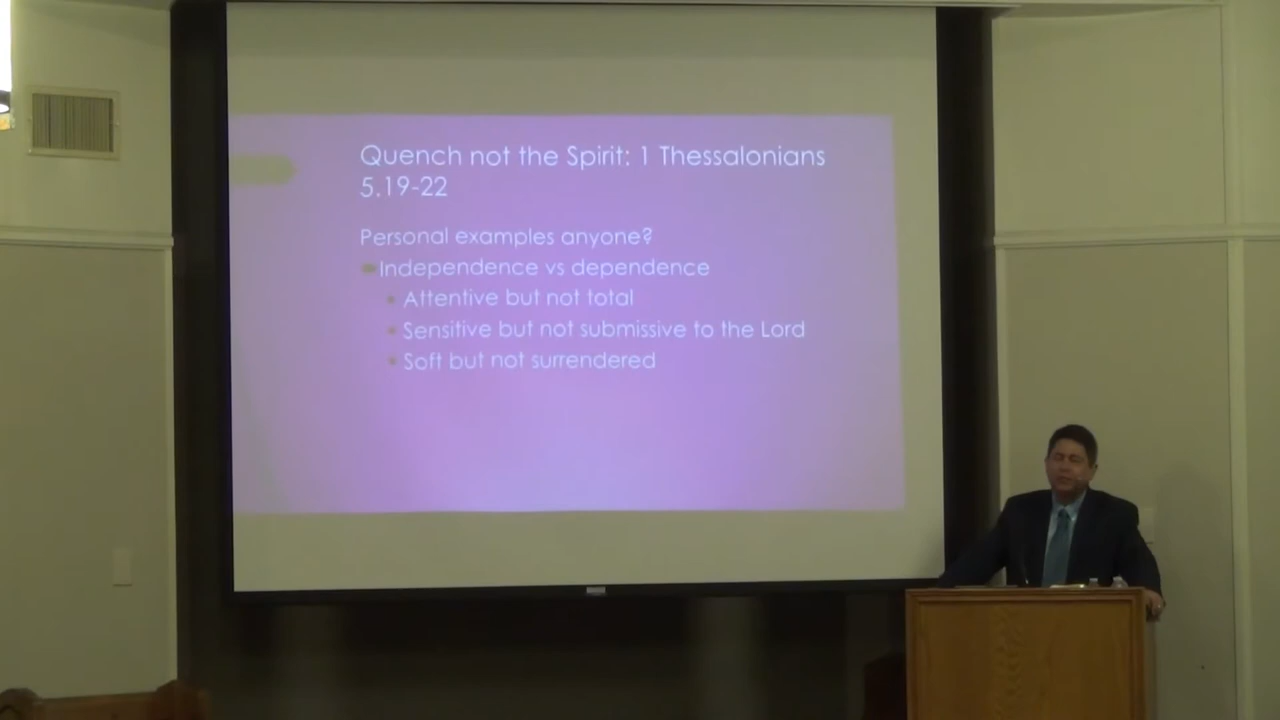 Quench not the Spirit: 1 Thessalonians
5.19-22
Personal examples anyone?
Independence vs dependence
Attentive but not total
Sensitive but not submissive to the Lord
Soft but not surrendered